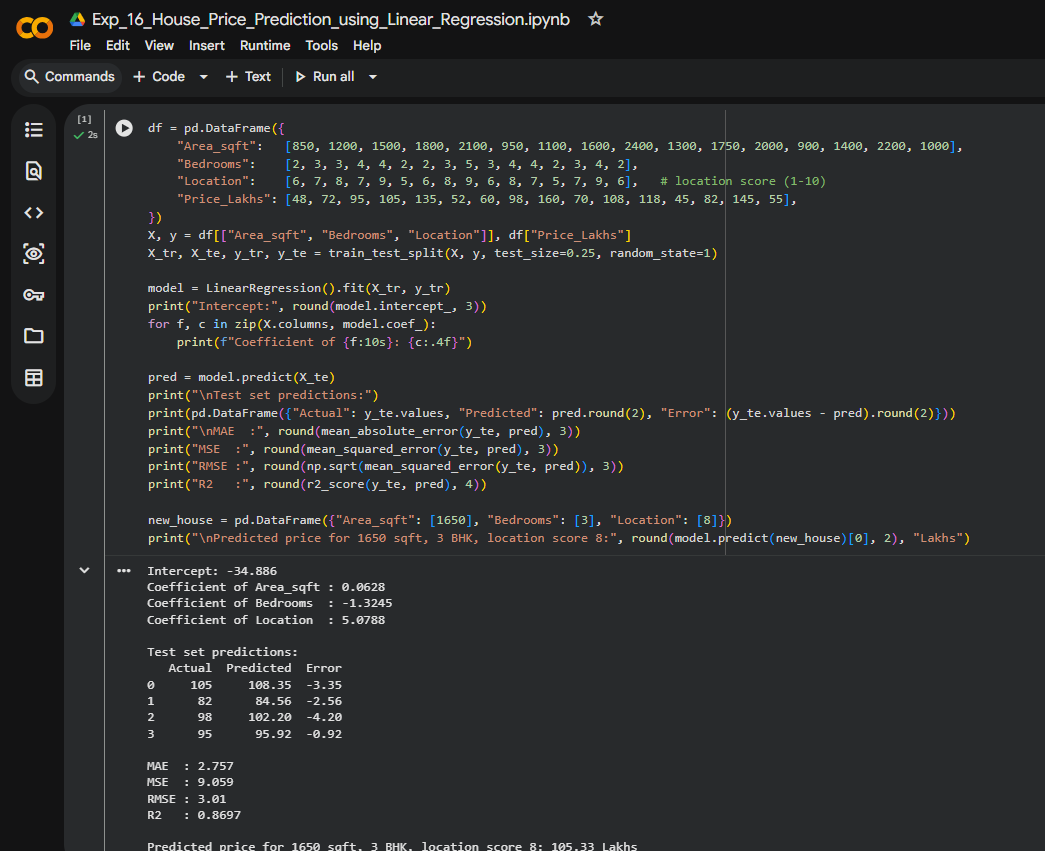 Exp_16_House_Price_Prediction_using_Linear_Regression.ipynb
File Edit View Insert Runtime Tools Help
Commands + Code + Text Run all
[1]
2s
df = pd.DataFrame({
    "Area_sqft":   [850, 1200, 1500, 1800, 2100, 950, 1100, 1600, 2400, 1300, 1750, 2000, 900, 1400, 2200, 1000],
    "Bedrooms":    [2, 3, 3, 4, 4, 2, 2, 3, 5, 3, 4, 4, 2, 3, 4, 2],
    "Location":    [6, 7, 8, 7, 9, 5, 6, 8, 9, 6, 8, 7, 5, 7, 9, 6],   # location score (1-10)
    "Price_Lakhs": [48, 72, 95, 105, 135, 52, 60, 98, 160, 70, 108, 118, 45, 82, 145, 55],
})
X, y = df[["Area_sqft", "Bedrooms", "Location"]], df["Price_Lakhs"]
X_tr, X_te, y_tr, y_te = train_test_split(X, y, test_size=0.25, random_state=1)
model = LinearRegression().fit(X_tr, y_tr)
print("Intercept:", round(model.intercept_, 3))
for f, c in zip(X.columns, model.coef_):
    print(f"Coefficient of {f:10s}: {c:.4f}")
pred = model.predict(X_te)
print("\nTest set predictions:")
print(pd.DataFrame({"Actual": y_te.values, "Predicted": pred.round(2), "Error": (y_te.values - pred).round(2)}))
print("\nMAE  :", round(mean_absolute_error(y_te, pred), 3))
print("MSE  :", round(mean_squared_error(y_te, pred), 3))
print("RMSE :", round(np.sqrt(mean_squared_error(y_te, pred)), 3))
print("R2   :", round(r2_score(y_te, pred), 4))
new_house = pd.DataFrame({"Area_sqft": [1650], "Bedrooms": [3], "Location": [8]})
print("\nPredicted price for 1650 sqft, 3 BHK, location score 8:", round(model.predict(new_house)[0], 2), "Lakhs")
Intercept: -34.886
Coefficient of Area_sqft : 0.0628
Coefficient of Bedrooms  : -1.3245
Coefficient of Location  : 5.0788
Test set predictions:
   Actual  Predicted  Error
0     105     108.35  -3.35
1      82      84.56  -2.56
2      98     102.20  -4.20
3      95      95.92  -0.92
MAE  : 2.757
MSE  : 9.059
RMSE : 3.01
R2   : 0.8697
Predicted price for 1650 sqft, 3 BHK, location score 8: 105.33 Lakhs